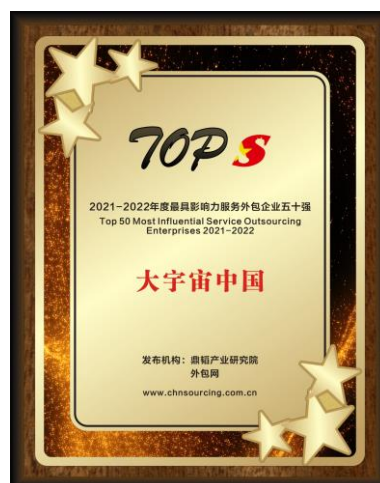 TOP S
2021-2022年度最具影响力服务外包企业五十强
Top 50 Most Influential Service Outsourcing
Enterprises 2021-2022
大宇宙中国
发布机构：鼎韬产业研究院
外包网
www.chnsourcing.com.cn